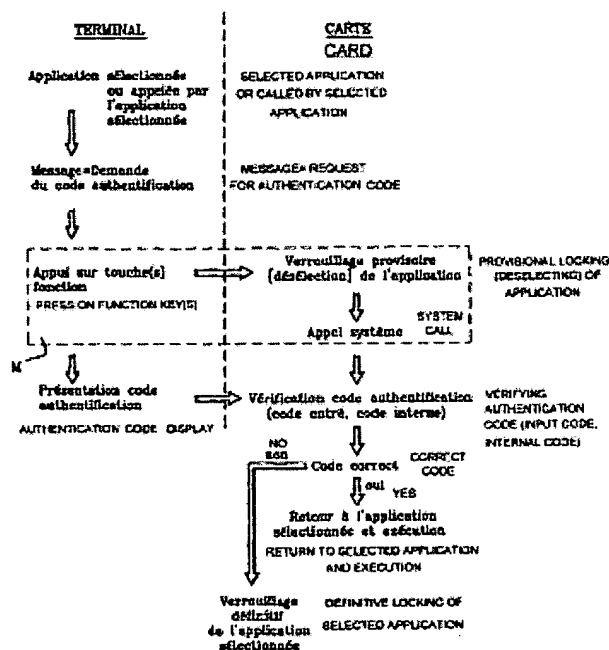 TERMINAL
CARTE
CARD
Application sélectionnée
ou appelée par
l'application
sélectionnée
SELECTED APPLICATION
OR CALLED BY SELECTED
APPLICATION
Message=Demande
du code authentification
MESSAGE= REQUEST
FOR AUTHENTICATION CODE
Appui sur touche(s)
fonction
PRESS ON FUNCTION KEY(S)
Verrouillage provisoire
(désélection) de l'application
PROVISIONAL LOCKING
(DESELECTING) OF
APPLICATION
Appel système
SYSTEM
CALL
M
Présentation code
authentification
AUTHENTICATION CODE DISPLAY
Vérification code authentification
(code entré, code interne)
VERIFYING
AUTHENTICATION
CODE (INPUT CODE,
INTERNAL CODE)
NO
non
Code correct
CORRECT
CODE
oui
YES
Retour à l'application
sélectionnée et exécution
RETURN TO SELECTED APPLICATION
AND EXECUTION
Verrouillage
définitif
de l'application
sélectionnée
DEFINITIVE LOCKING OF
SELECTED APPLICATION